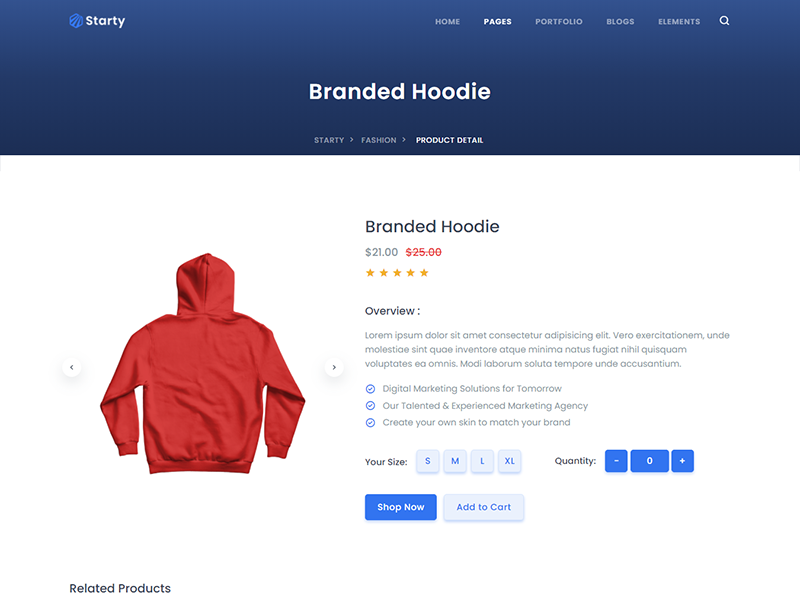 Starty
HOME PAGES PORTFOLIO BLOGS ELEMENTS
Branded Hoodie
STARTY > FASHION > PRODUCT DETAIL
Branded Hoodie
$21.00 $25.00
Overview :
Lorem ipsum dolor sit amet consectetur adipisicing elit. Vero exercitationem, unde
molestiae sint quae inventore atque minima natus fugiat nihil quisquam
voluptates ea omnis. Modi laborum soluta tempore unde accusantium.
Digital Marketing Solutions for Tomorrow
Our Talented & Experienced Marketing Agency
Create your own skin to match your brand
Your Size: S M L XL Quantity: - 0 +
Shop Now Add to Cart
Related Products